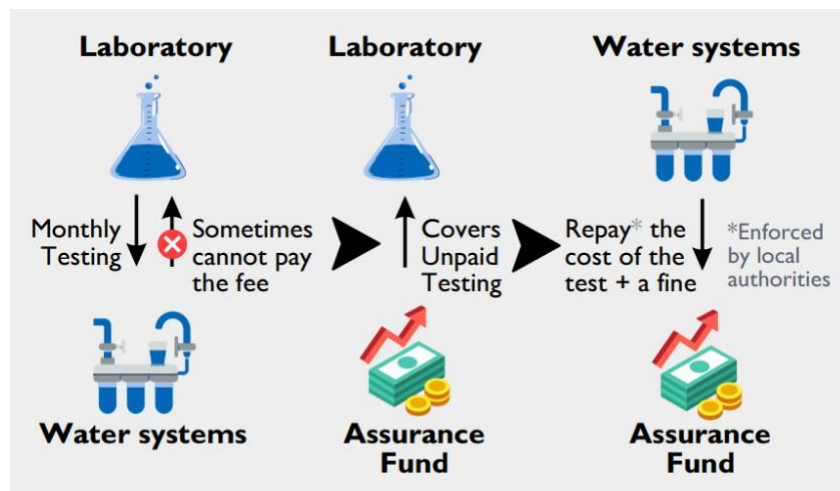 Laboratory
Laboratory
Water systems
Monthly
Testing
Sometimes
cannot pay
the fee
Covers
Unpaid
Testing
Repay* the
cost of the
test + a fine
*Enforced
by local
authorities
Water systems
Assurance
Fund
Assurance
Fund